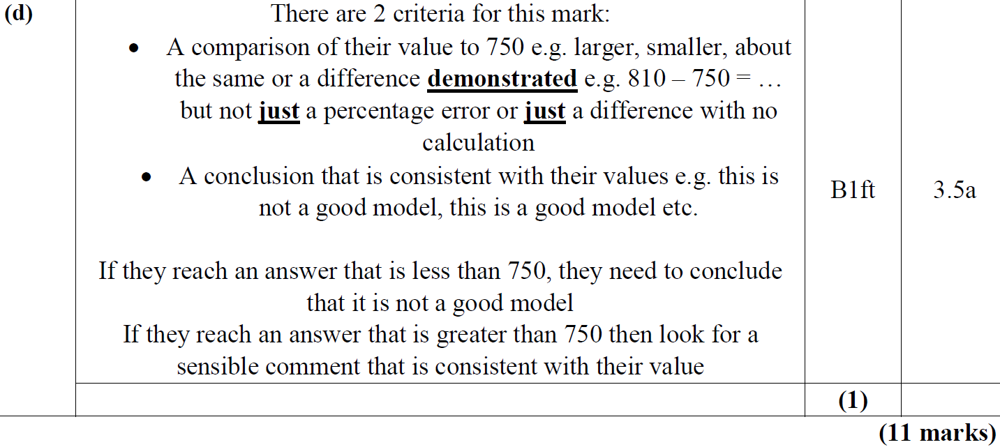 (d)
There are 2 criteria for this mark:
• A comparison of their value to 750 e.g. larger, smaller, about
the same or a difference demonstrated e.g. 810 – 750 = …
but not just a percentage error or just a difference with no
calculation
• A conclusion that is consistent with their values e.g. this is
not a good model, this is a good model etc.
B1ft
3.5a
If they reach an answer that is less than 750, they need to conclude
that it is not a good model
If they reach an answer that is greater than 750 then look for a
sensible comment that is consistent with their value
(1)
(11 marks)